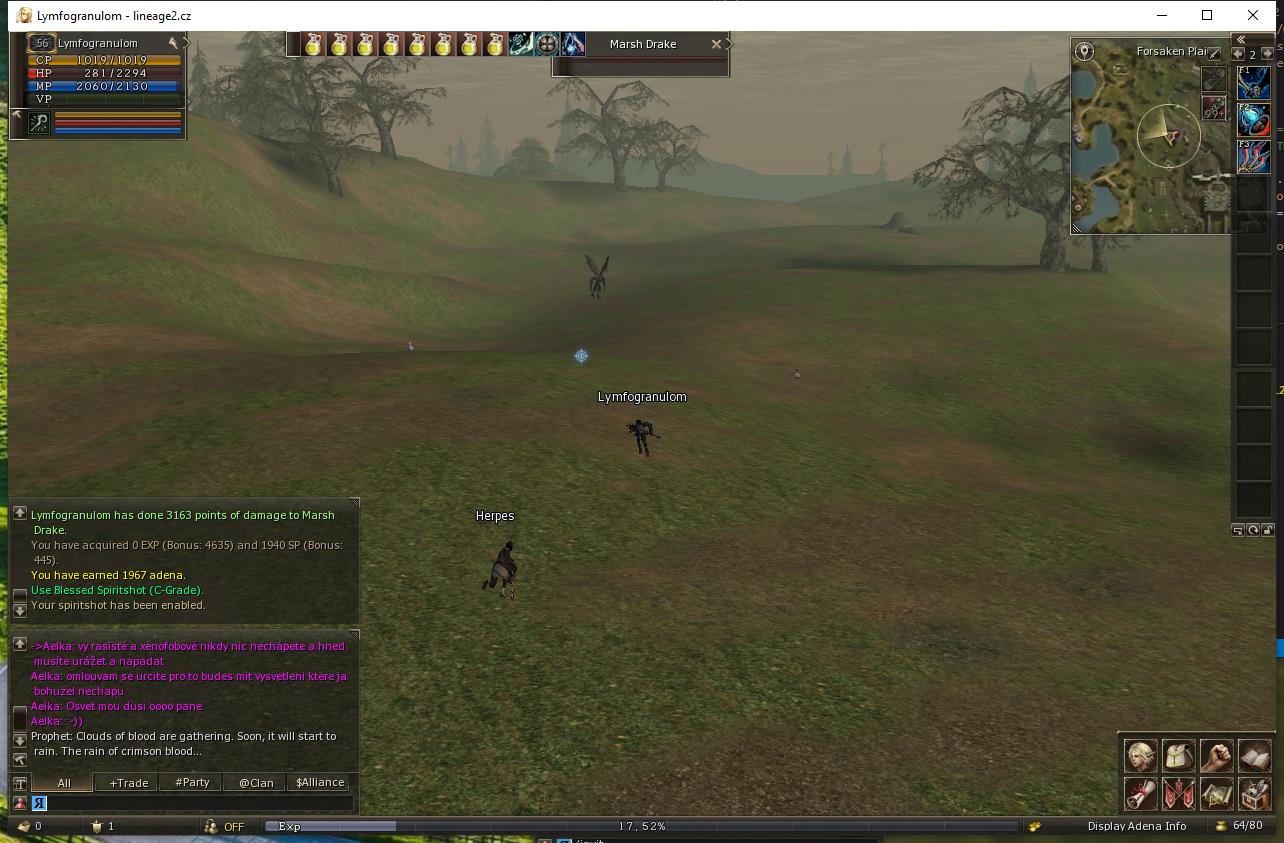 Lymfogranulom - lineage2.cz
56 Lymfogranulom
CP 1019/1019
HP 281/2294
MP 2060/2130
VP
Marsh Drake
Forsaken Plai
2
99+
F1
F2
F3
Lymfogranulom
Herpes
Lymfogranulom has done 3163 points of damage to Marsh
Drake.
You have acquired 0 EXP (Bonus: 4635) and 1940 SP (Bonus:
445).
You have earned 1967 adena.
Use Blessed Spiritshot (C-Grade).
Your spiritshot has been enabled.
->Aelka: vy rasisté a xenofobové nikdy nic nechápete a hned
musíte urážet a napadat
Aelka: omlouvam se urcite pro to budes mit vysvetleni ktere ja
bohuzel nechapu
Aelka: Osvet mou dusi oooo pane
Aelka: :-))
Prophet: Clouds of blood are gathering. Soon, it will start to
rain. The rain of crimson blood...
All +Trade #Party @Clan $Alliance
Я
0 1 OFF Exp 17,52% Display Adena Info 64/80